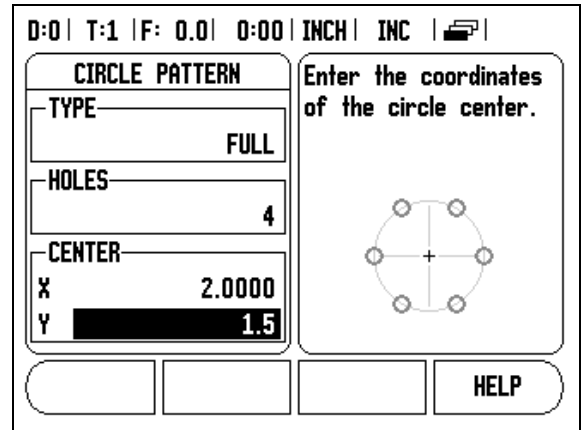 D:0 | T:1 | F: 0.0 | 0:00 | INCH | INC |
CIRCLE PATTERN
TYPE
FULL
HOLES
4
CENTER
X 2.0000
Y 1.5
Enter the coordinates
of the circle center.
HELP